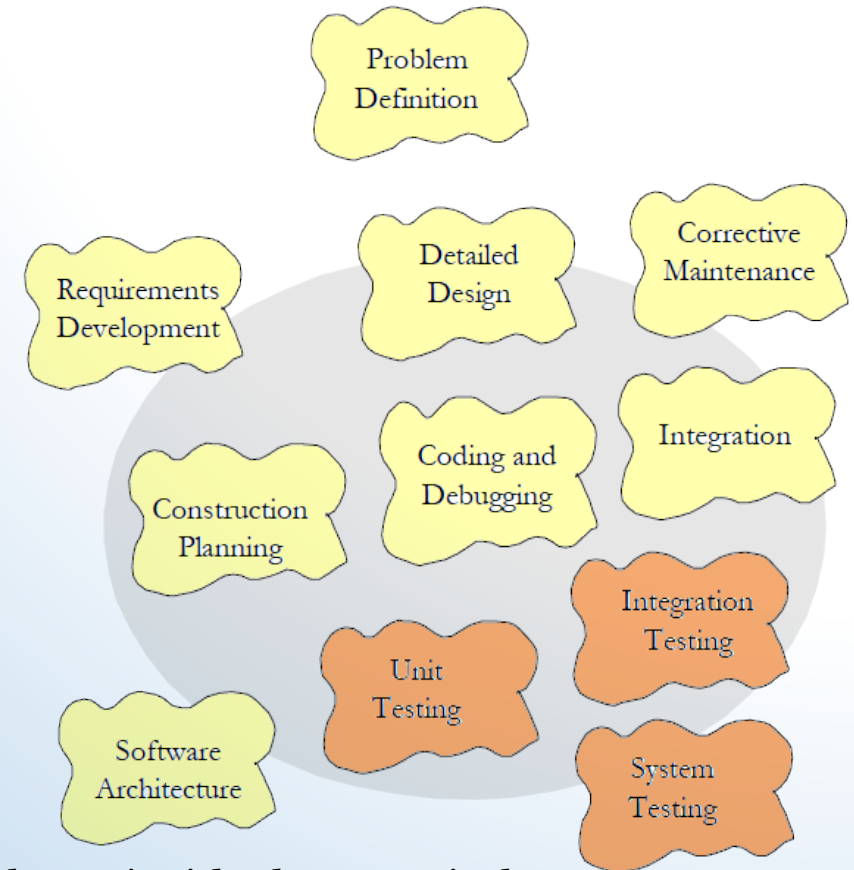 Problem
Definition
Detailed
Design
Corrective
Maintenance
Requirements
Development
Coding and
Debugging
Integration
Construction
Planning
Integration
Testing
Unit
Testing
Software
Architecture
System
Testing